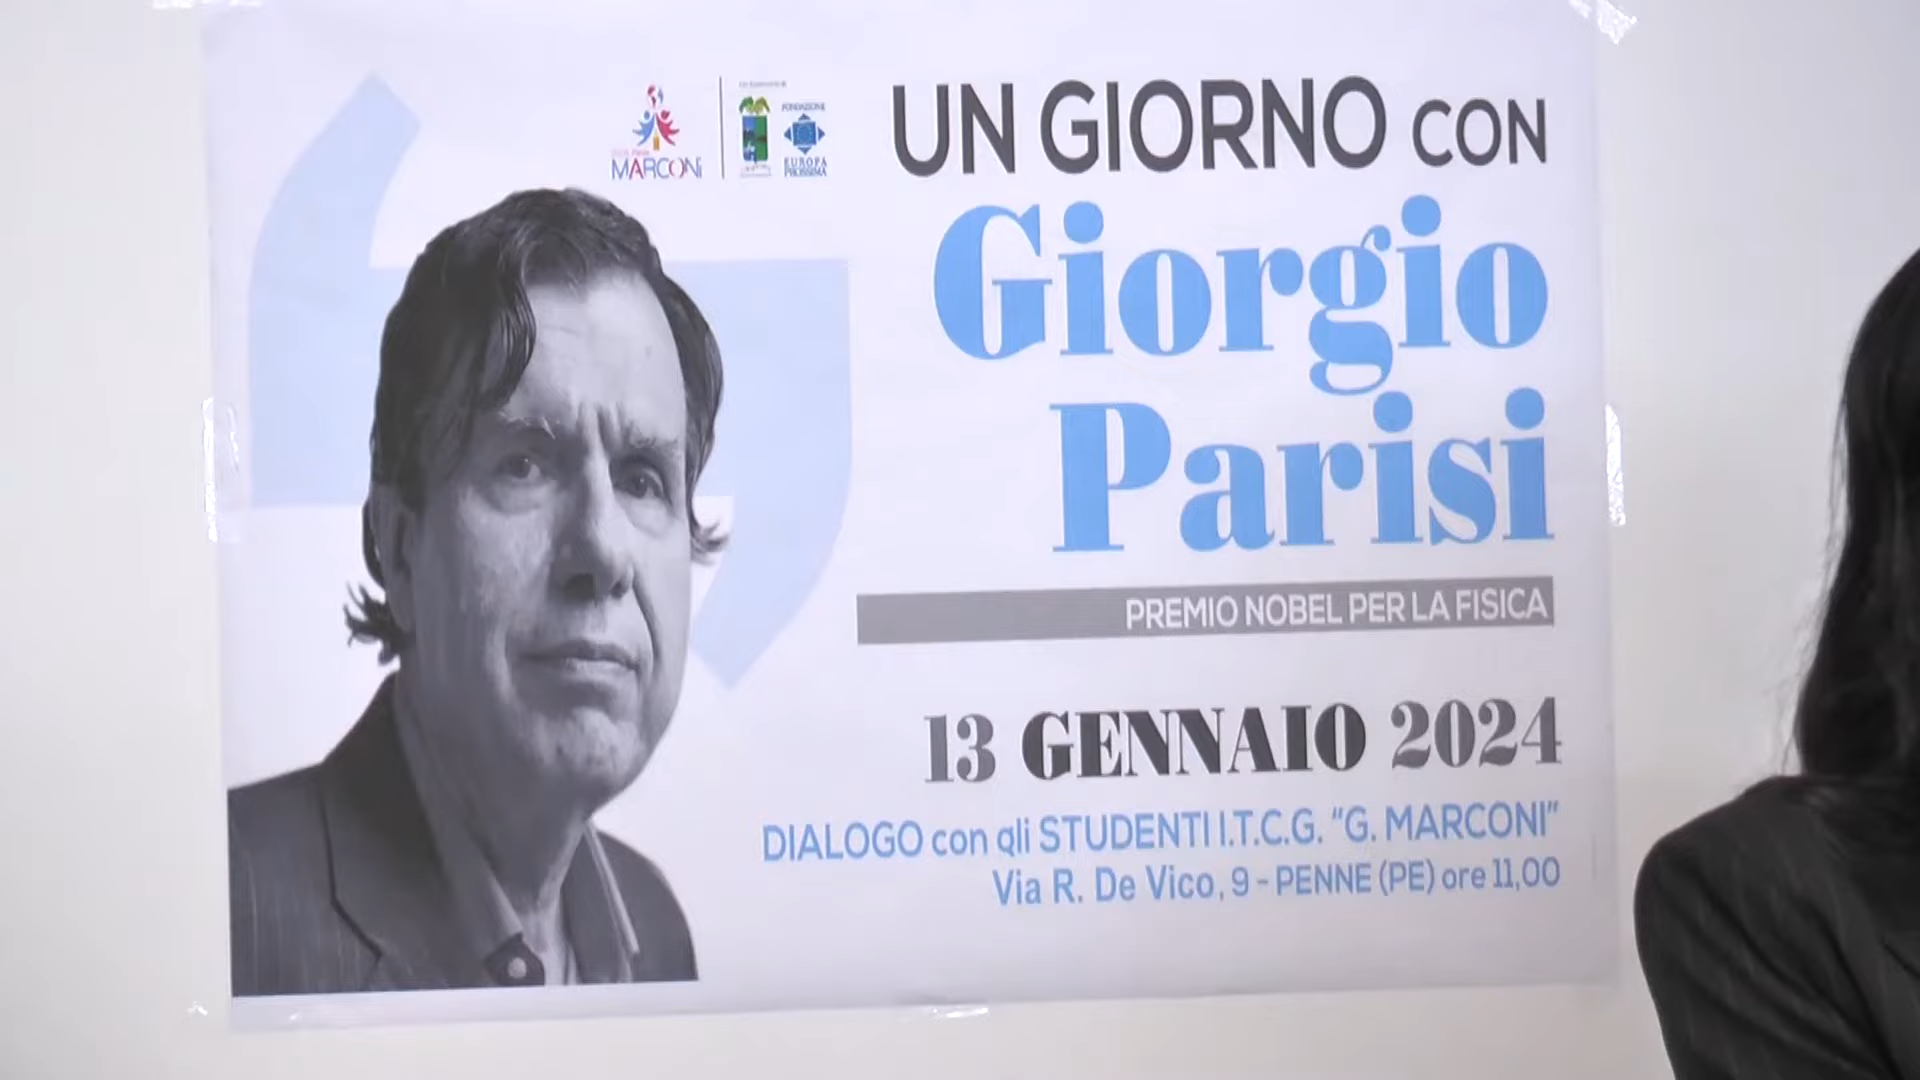 MARCONI
FONDAZIONE
EUROPA
PROSSIMA
UN GIORNO CON
Giorgio
Parisi
PREMIO NOBEL PER LA FISICA
13 GENNAIO 2024
DIALOGO con gli STUDENTI I.T.C.G. “G. MARCONI”
Via R. De Vico, 9 - PENNE (PE) ore 11,00